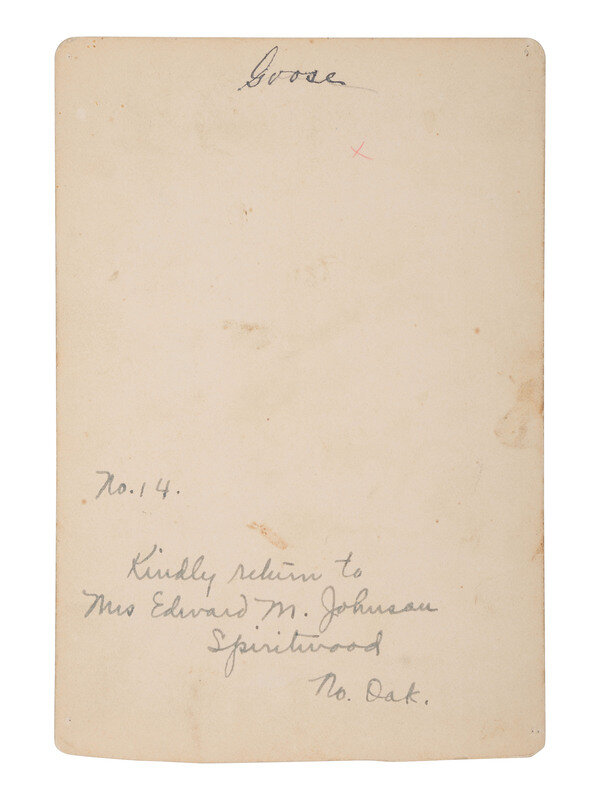 Goose
No. 14.
Kindly return to
Mrs Edward M. Johnson
Spiritwood
No. Dak.